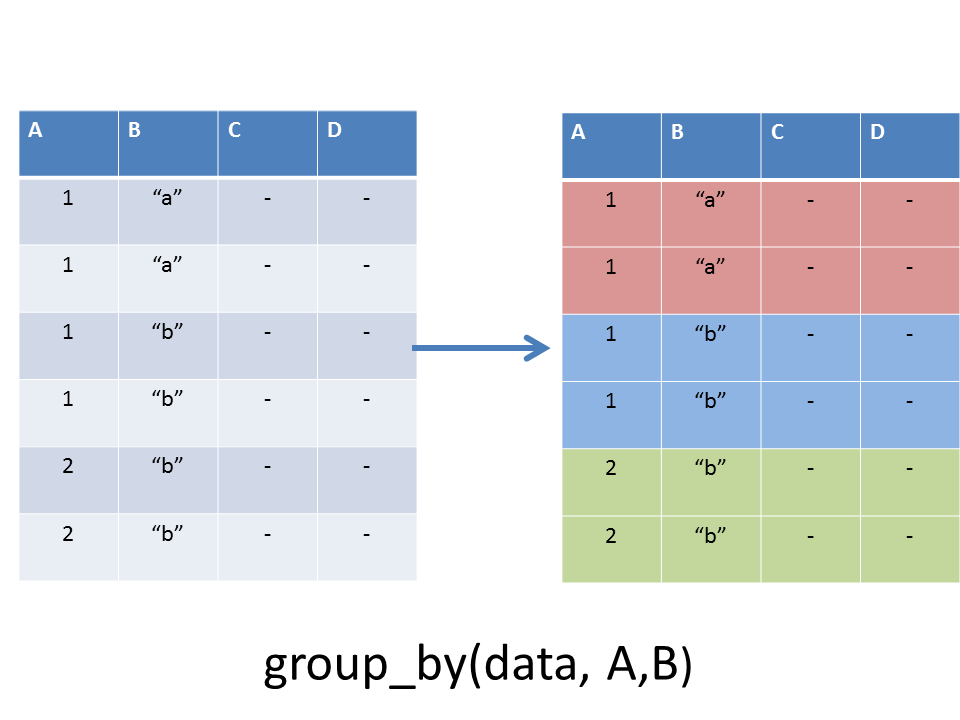 A B C D
1 “a” - -
1 “a” - -
1 “b” - -
1 “b” - -
2 “b” - -
2 “b” - -
A B C D
1 “a” - -
1 “a” - -
1 “b” - -
1 “b” - -
2 “b” - -
2 “b” - -
group_by(data, A,B)